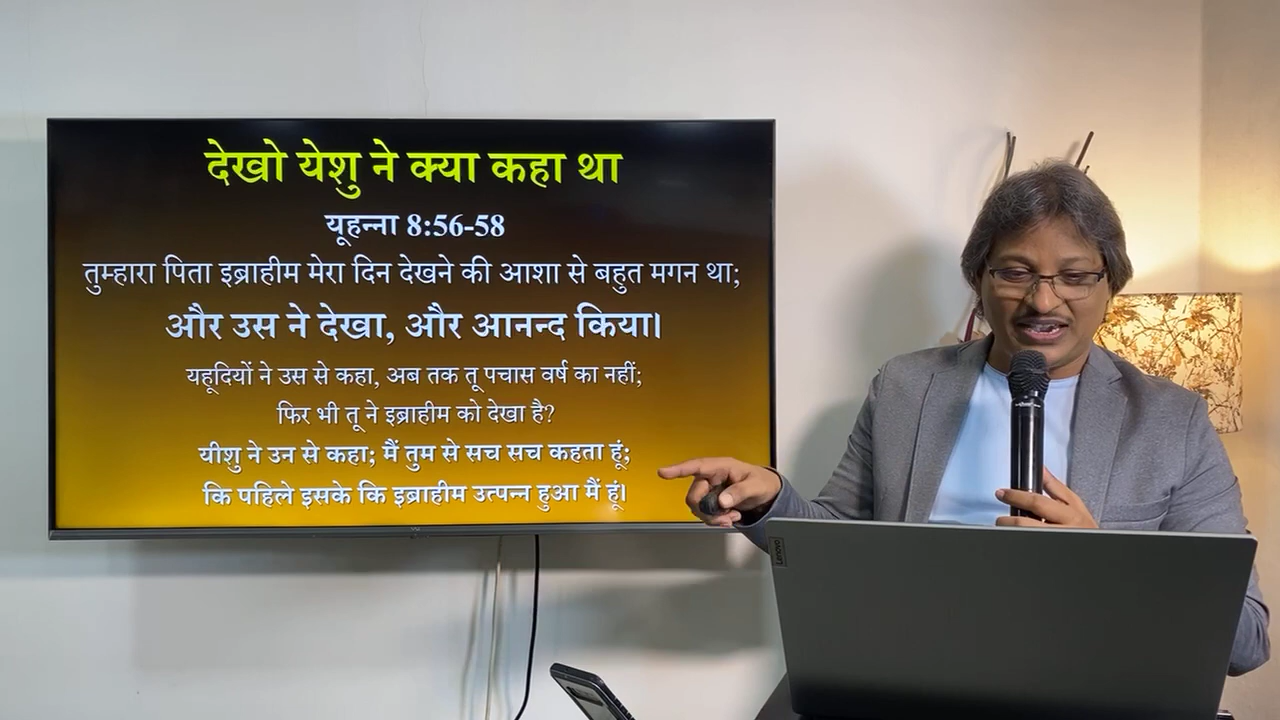 देखो येशु ने क्या कहा था
यूहन्ना 8:56-58
तुम्हारा पिता इब्राहीम मेरा दिन देखने की आशा से बहुत मगन था;
और उस ने देखा, और आनन्द किया।
यहूदियों ने उस से कहा, अब तक तू पचास वर्ष का नहीं;
फिर भी तू ने इब्राहीम को देखा है?
यीशु ने उन से कहा; मैं तुम से सच सच कहता हूं;
कि पहिले इसके कि इब्राहीम उत्पन्न हुआ मैं हूं।
Lenovo